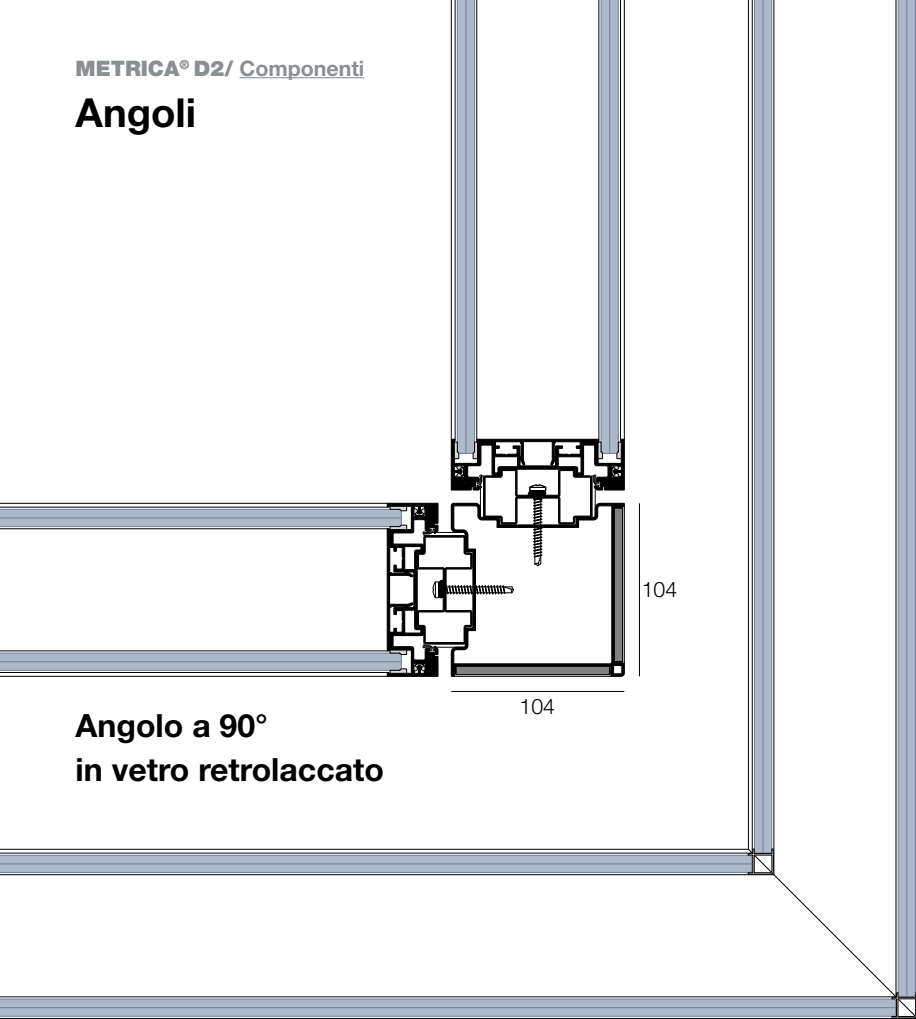 METRICA® D2/ Componenti
Angoli
104
104
Angolo a 90°
in vetro retrolaccato